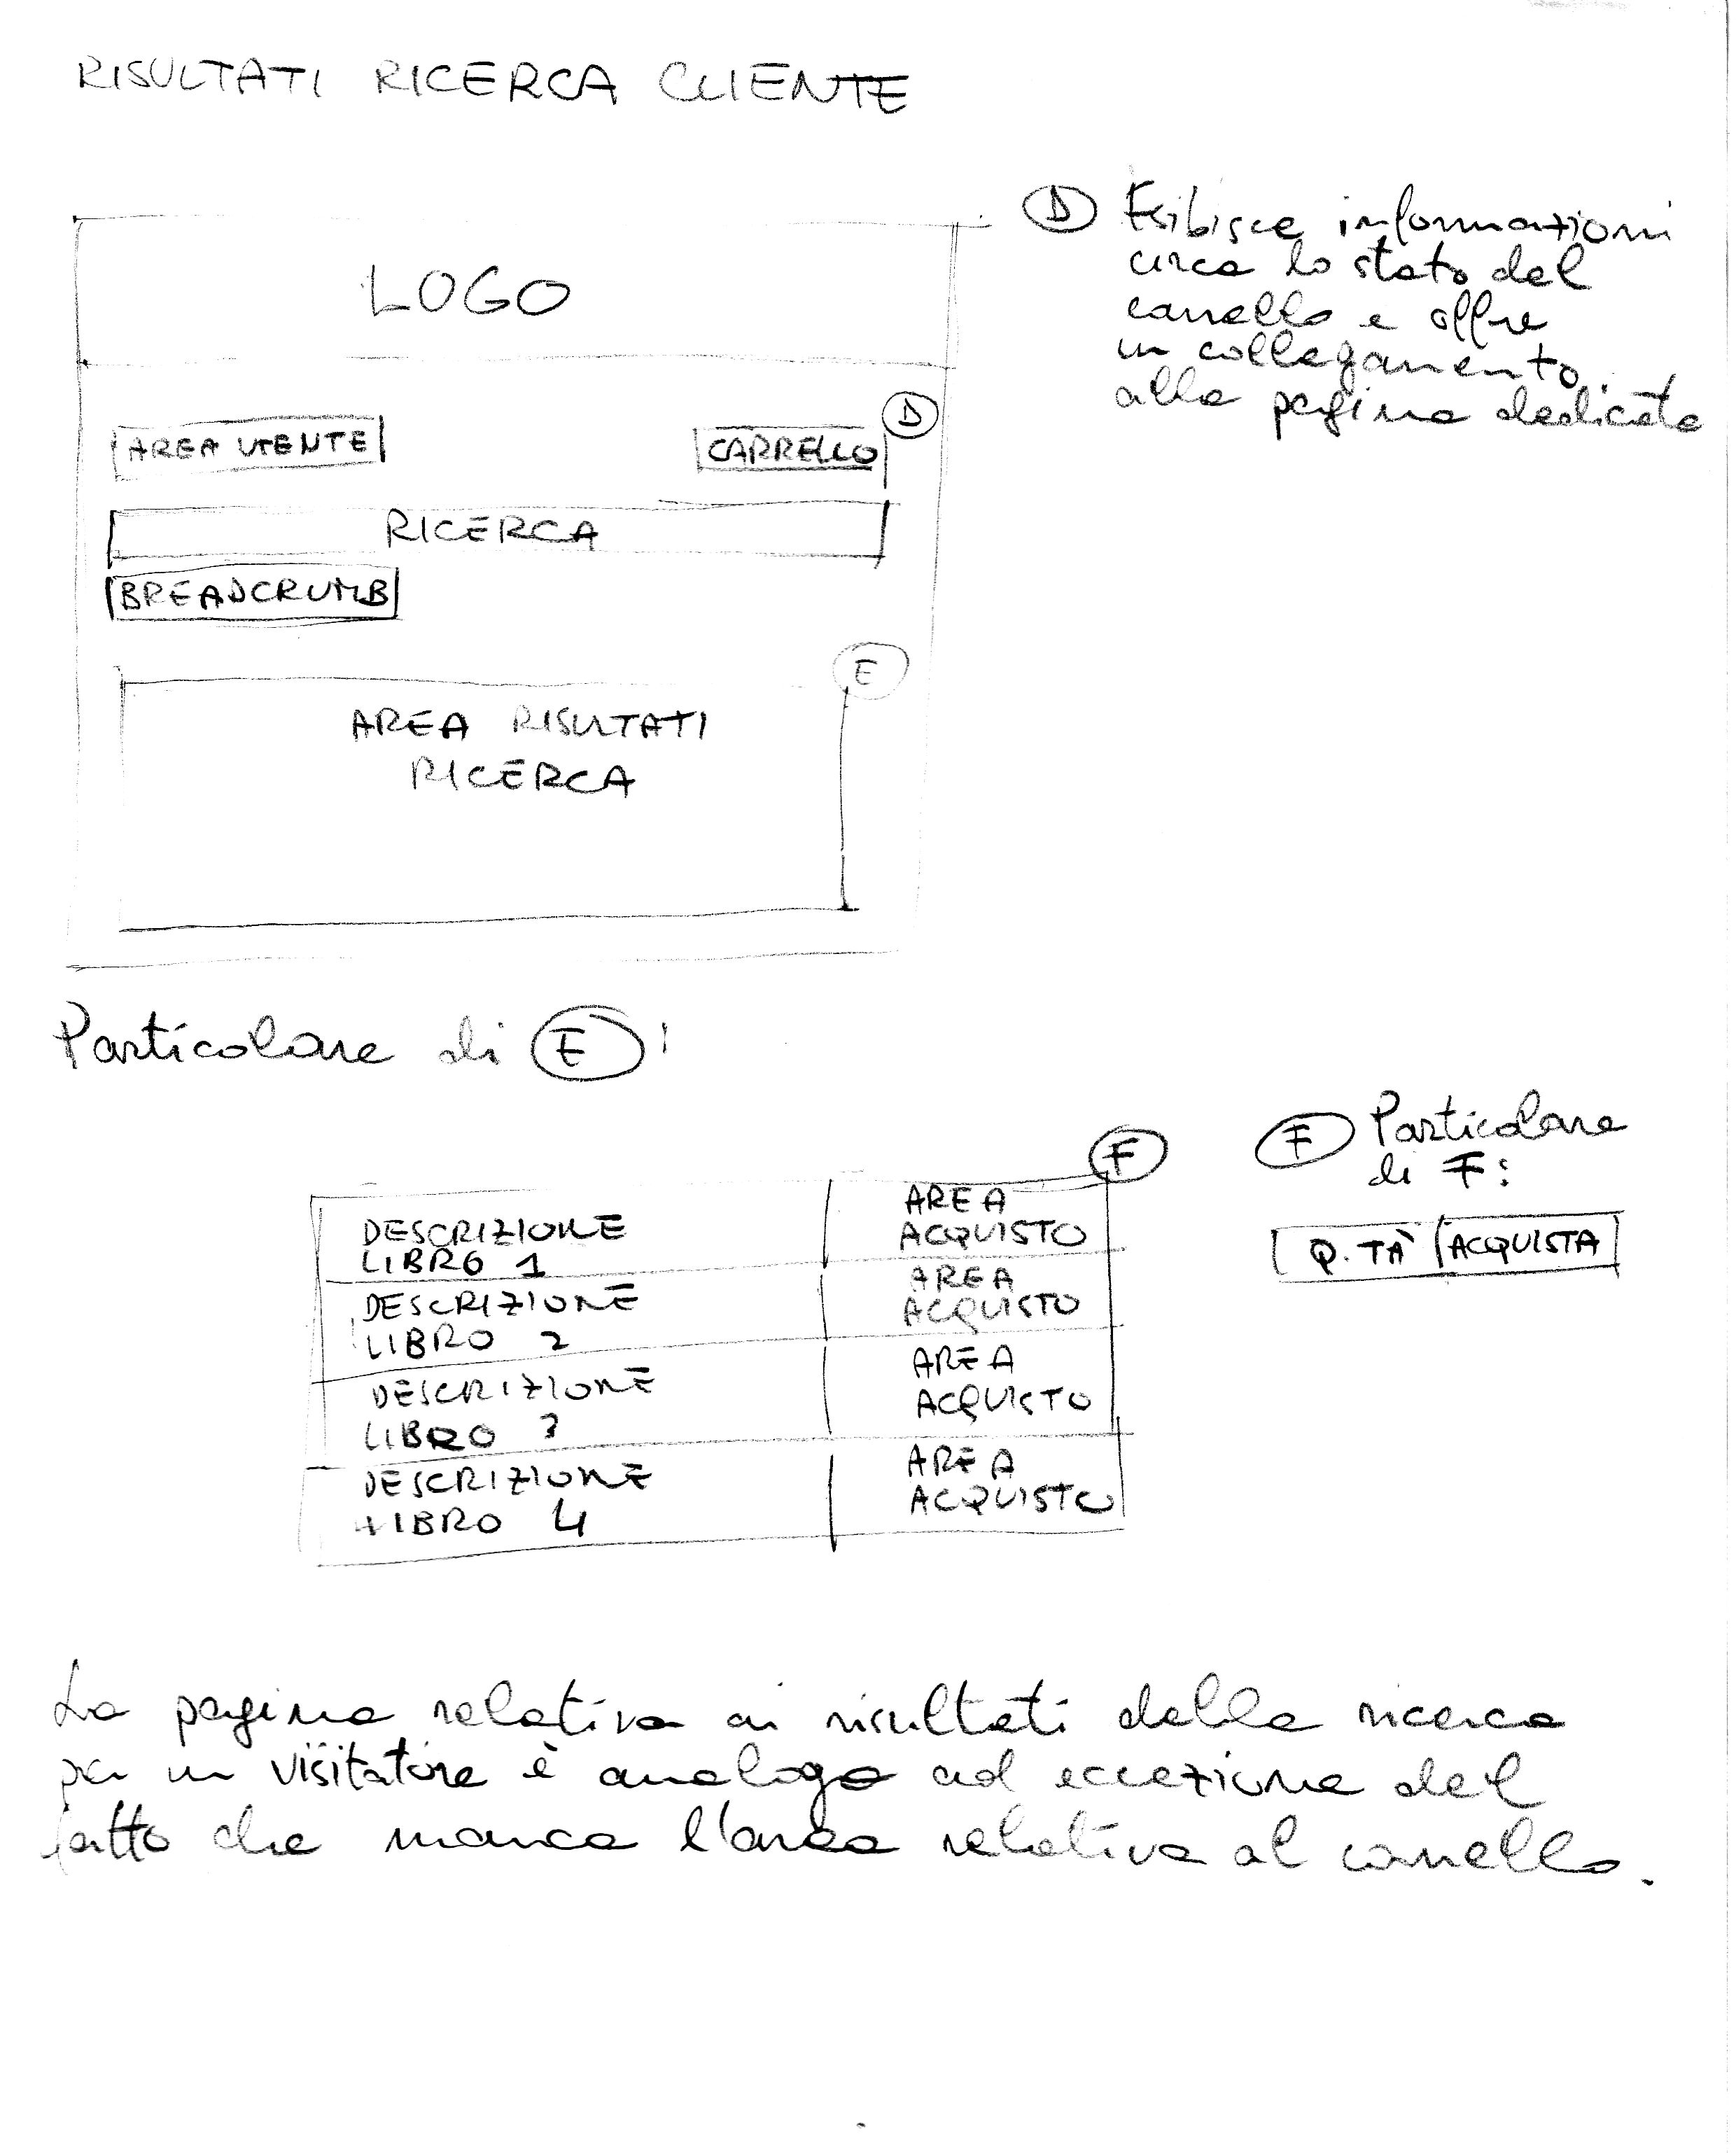 RISULTATI RICERCA CLIENTE
D Esibisce informazioni
circa lo stato del
carrello e offre
un collegamento
alla pagina dedicata
LOGO
D
AREA UTENTE
CARRELLO
RICERCA
BREADCRUMB
E
AREA RISULTATI
RICERCA
Particolare di E :
F
F Particolare
di F:
Q.TÀ ACQUISTA
DESCRIZIONE
LIBRO 1
AREA
ACQUISTO
DESCRIZIONE
LIBRO 2
AREA
ACQUISTO
DESCRIZIONE
LIBRO 3
AREA
ACQUISTO
DESCRIZIONE
LIBRO 4
AREA
ACQUISTO
La pagina relativa ai risultati della ricerca
per un visitatore è analoga ad eccezione del
fatto che manca l'area relativa al carrello.